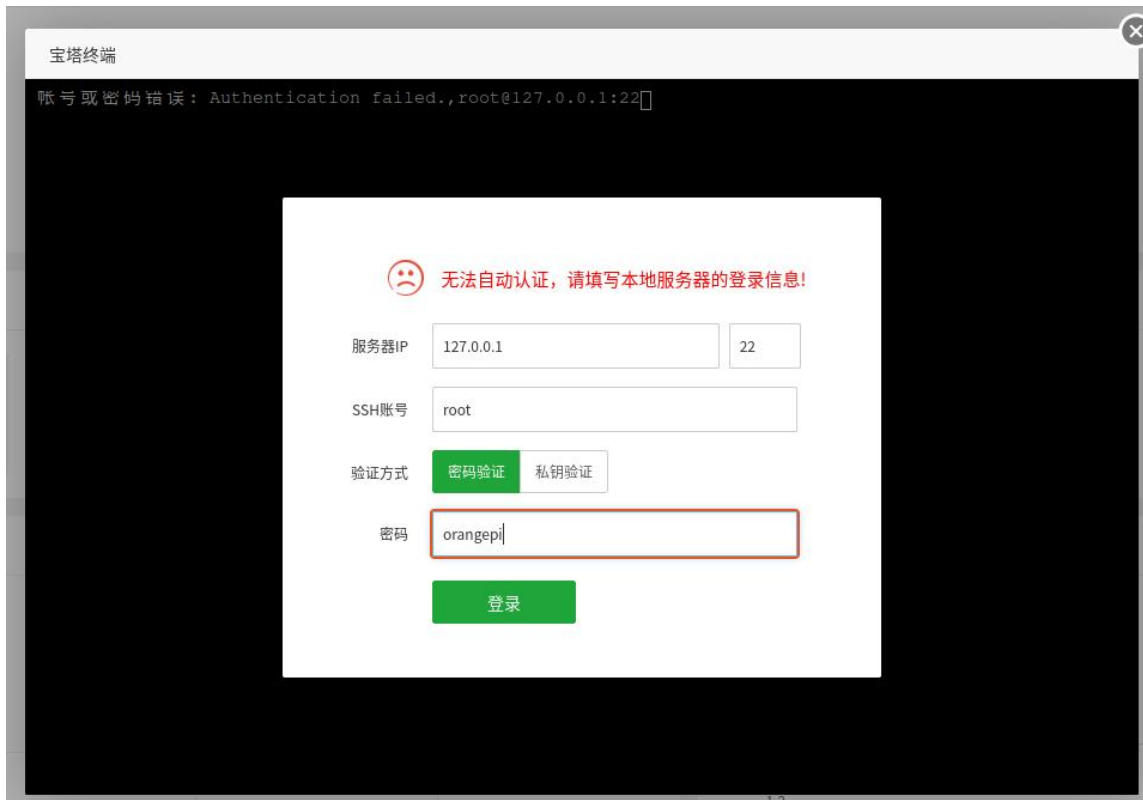 宝塔终端
帐号或密码错误: Authentication failed.,root@127.0.0.1:22
无法自动认证，请填写本地服务器的登录信息!
服务器IP 127.0.0.1 22
SSH账号 root
验证方式 密码验证 私钥验证
密码 orangepi
登录